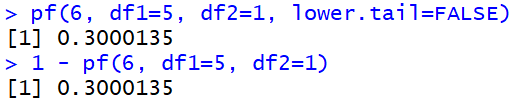 > pf(6, df1=5, df2=1, lower.tail=FALSE)
[1] 0.3000135
> 1 - pf(6, df1=5, df2=1)
[1] 0.3000135